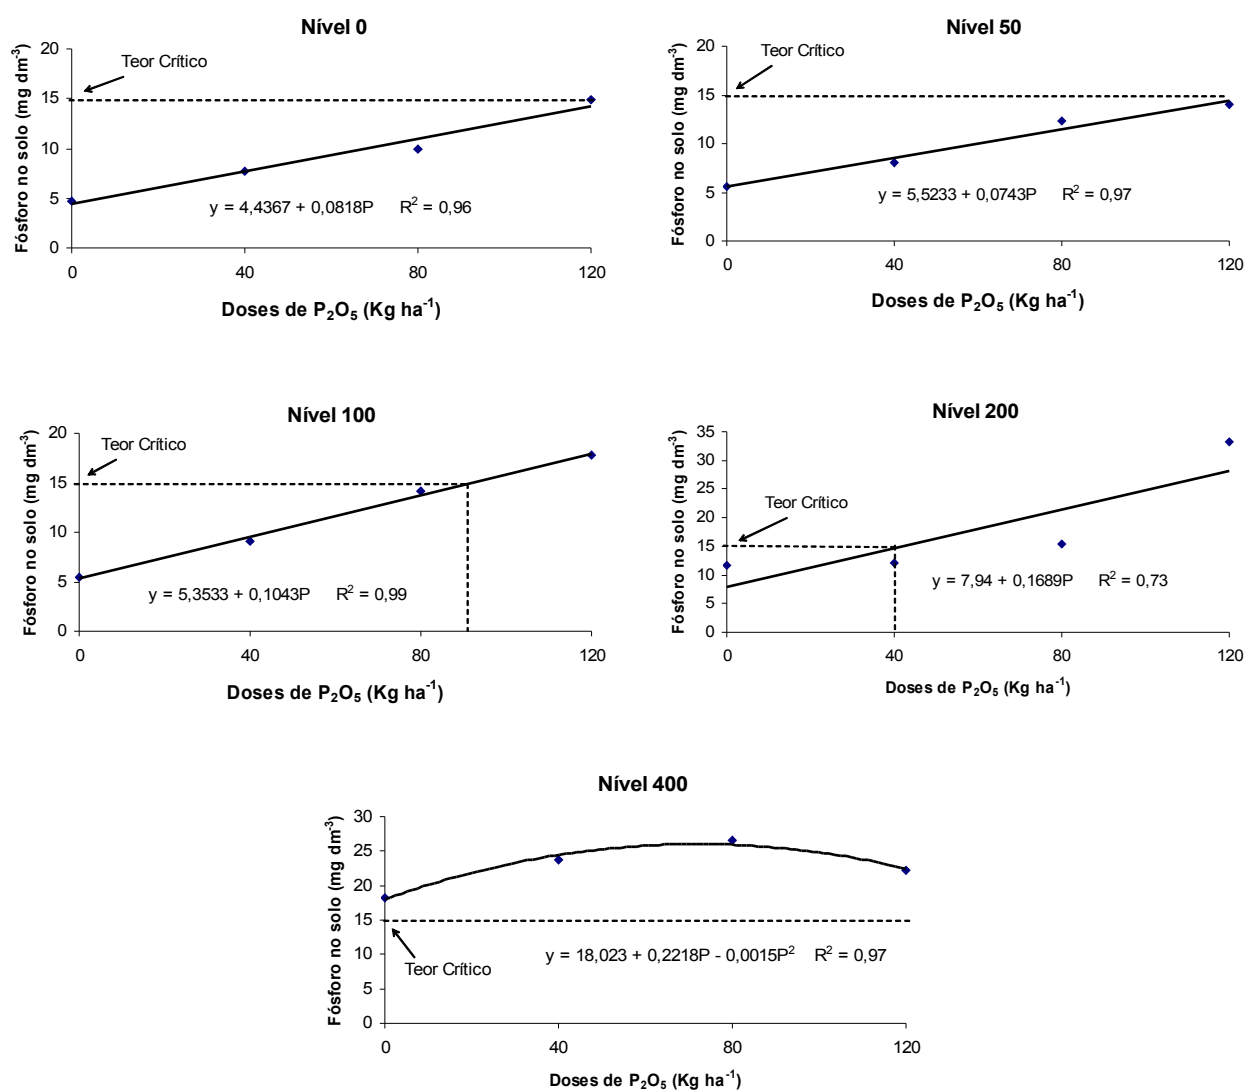 Nível 0
Fósforo no solo (mg dm-3)
20
15
10
5
0
Teor Crítico
y = 4,4367 + 0,0818P R2 = 0,96
0 40 80 120
Doses de P2O5 (Kg ha-1)
Nível 50
Fósforo no solo (mg dm-3)
20
15
10
5
0
Teor Crítico
y = 5,5233 + 0,0743P R2 = 0,97
0 40 80 120
Doses de P2O5 (Kg ha-1)
Nível 100
Fósforo no solo (mg dm-3)
20
15
10
5
0
Teor Crítico
y = 5,3533 + 0,1043P R2 = 0,99
0 40 80 120
Doses de P2O5 (Kg ha-1)
Nível 200
Fósforo no solo (mg dm-3)
35
30
25
20
15
10
5
0
Teor Crítico
y = 7,94 + 0,1689P R2 = 0,73
0 40 80 120
Doses de P2O5 (Kg ha-1)
Nível 400
Fósforo no solo (mg dm-3)
30
25
20
15
10
5
0
y = 18,023 + 0,2218P - 0,0015P2 R2 = 0,97
Teor Crítico
0 40 80 120
Doses de P2O5 (Kg ha-1)